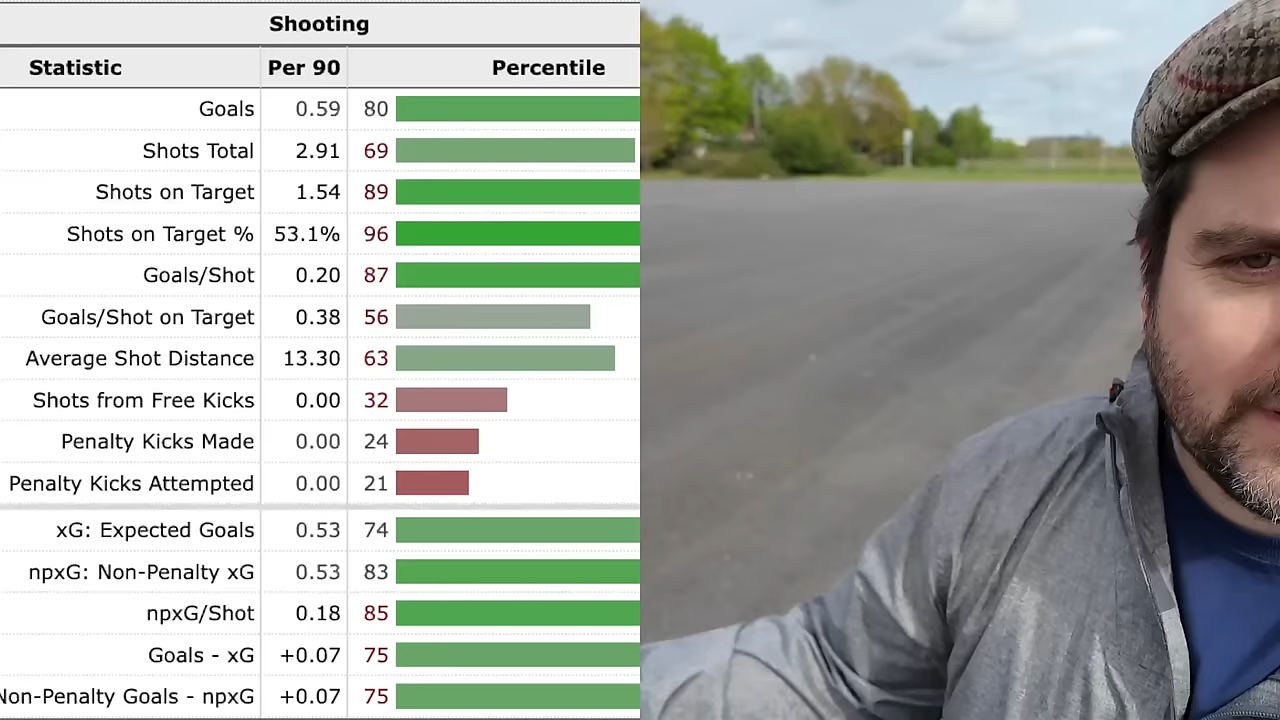 Shooting
Statistic Per 90 Percentile
Goals 0.59 80
Shots Total 2.91 69
Shots on Target 1.54 89
Shots on Target % 53.1% 96
Goals/Shot 0.20 87
Goals/Shot on Target 0.38 56
Average Shot Distance 13.30 63
Shots from Free Kicks 0.00 32
Penalty Kicks Made 0.00 24
Penalty Kicks Attempted 0.00 21
xG: Expected Goals 0.53 74
npxG: Non-Penalty xG 0.53 83
npxG/Shot 0.18 85
Goals - xG +0.07 75
Non-Penalty Goals - npxG +0.07 75